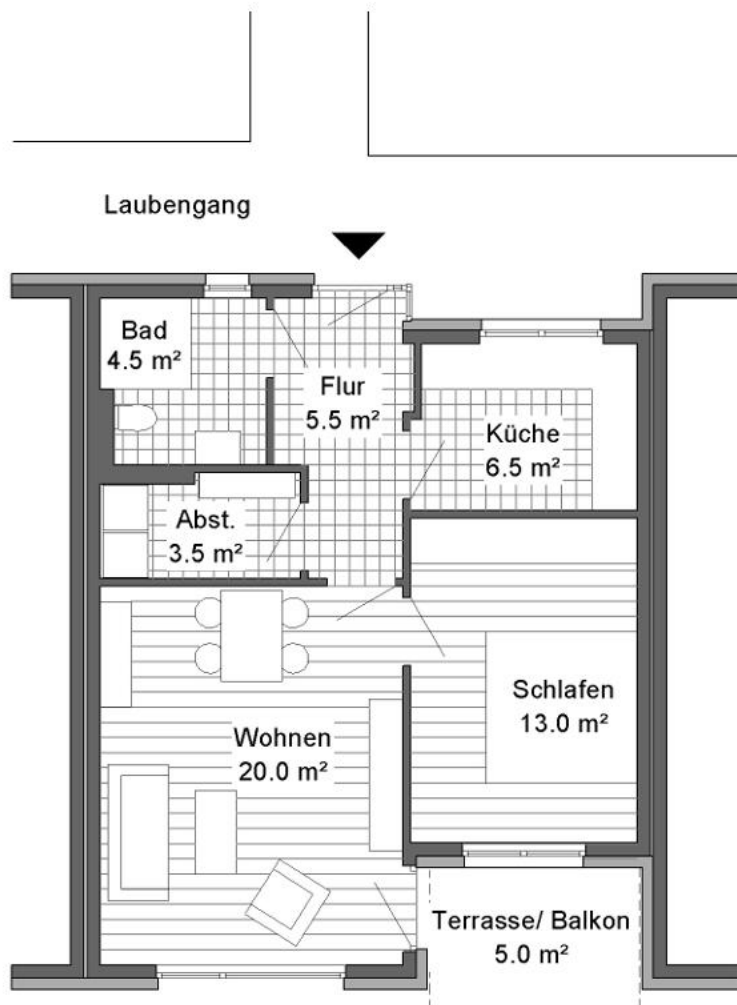 Laubengang
Bad
4.5 m²
Flur
5.5 m²
Küche
6.5 m²
Abst.
3.5 m²
Schlafen
13.0 m²
Wohnen
20.0 m²
Terrasse/ Balkon
5.0 m²